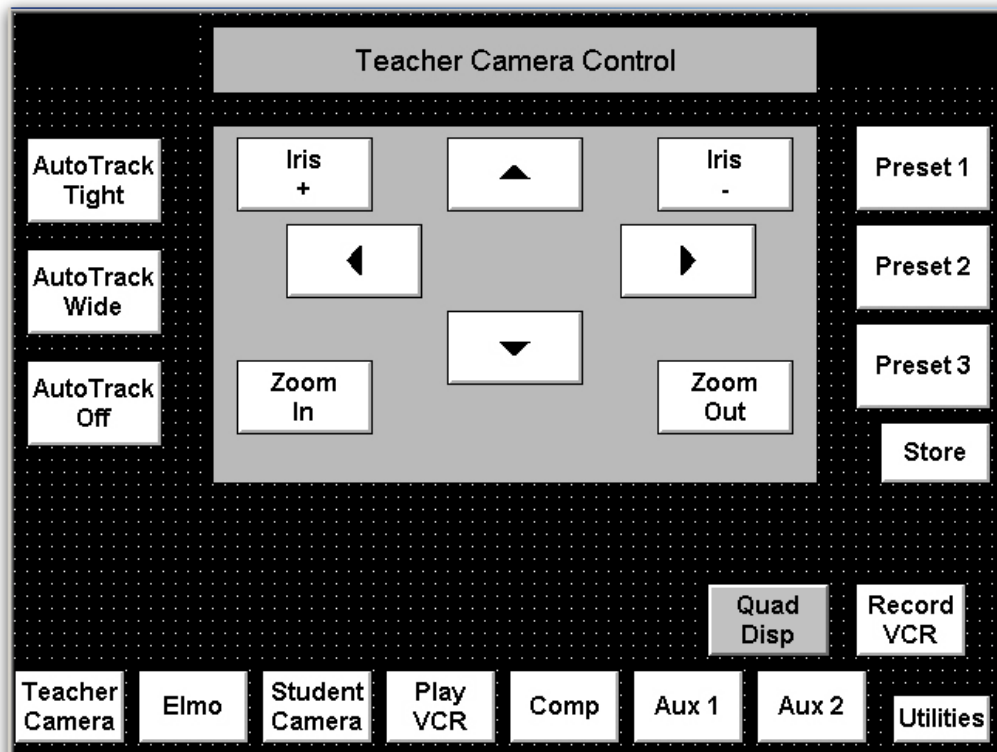 Teacher Camera Control
AutoTrack
Tight
Iris
+
Iris
-
Preset 1
AutoTrack
Wide
Preset 2
AutoTrack
Off
Zoom
In
Zoom
Out
Preset 3
Store
Quad
Disp
Record
VCR
Teacher
Camera
Elmo
Student
Camera
Play
VCR
Comp
Aux 1
Aux 2
Utilities